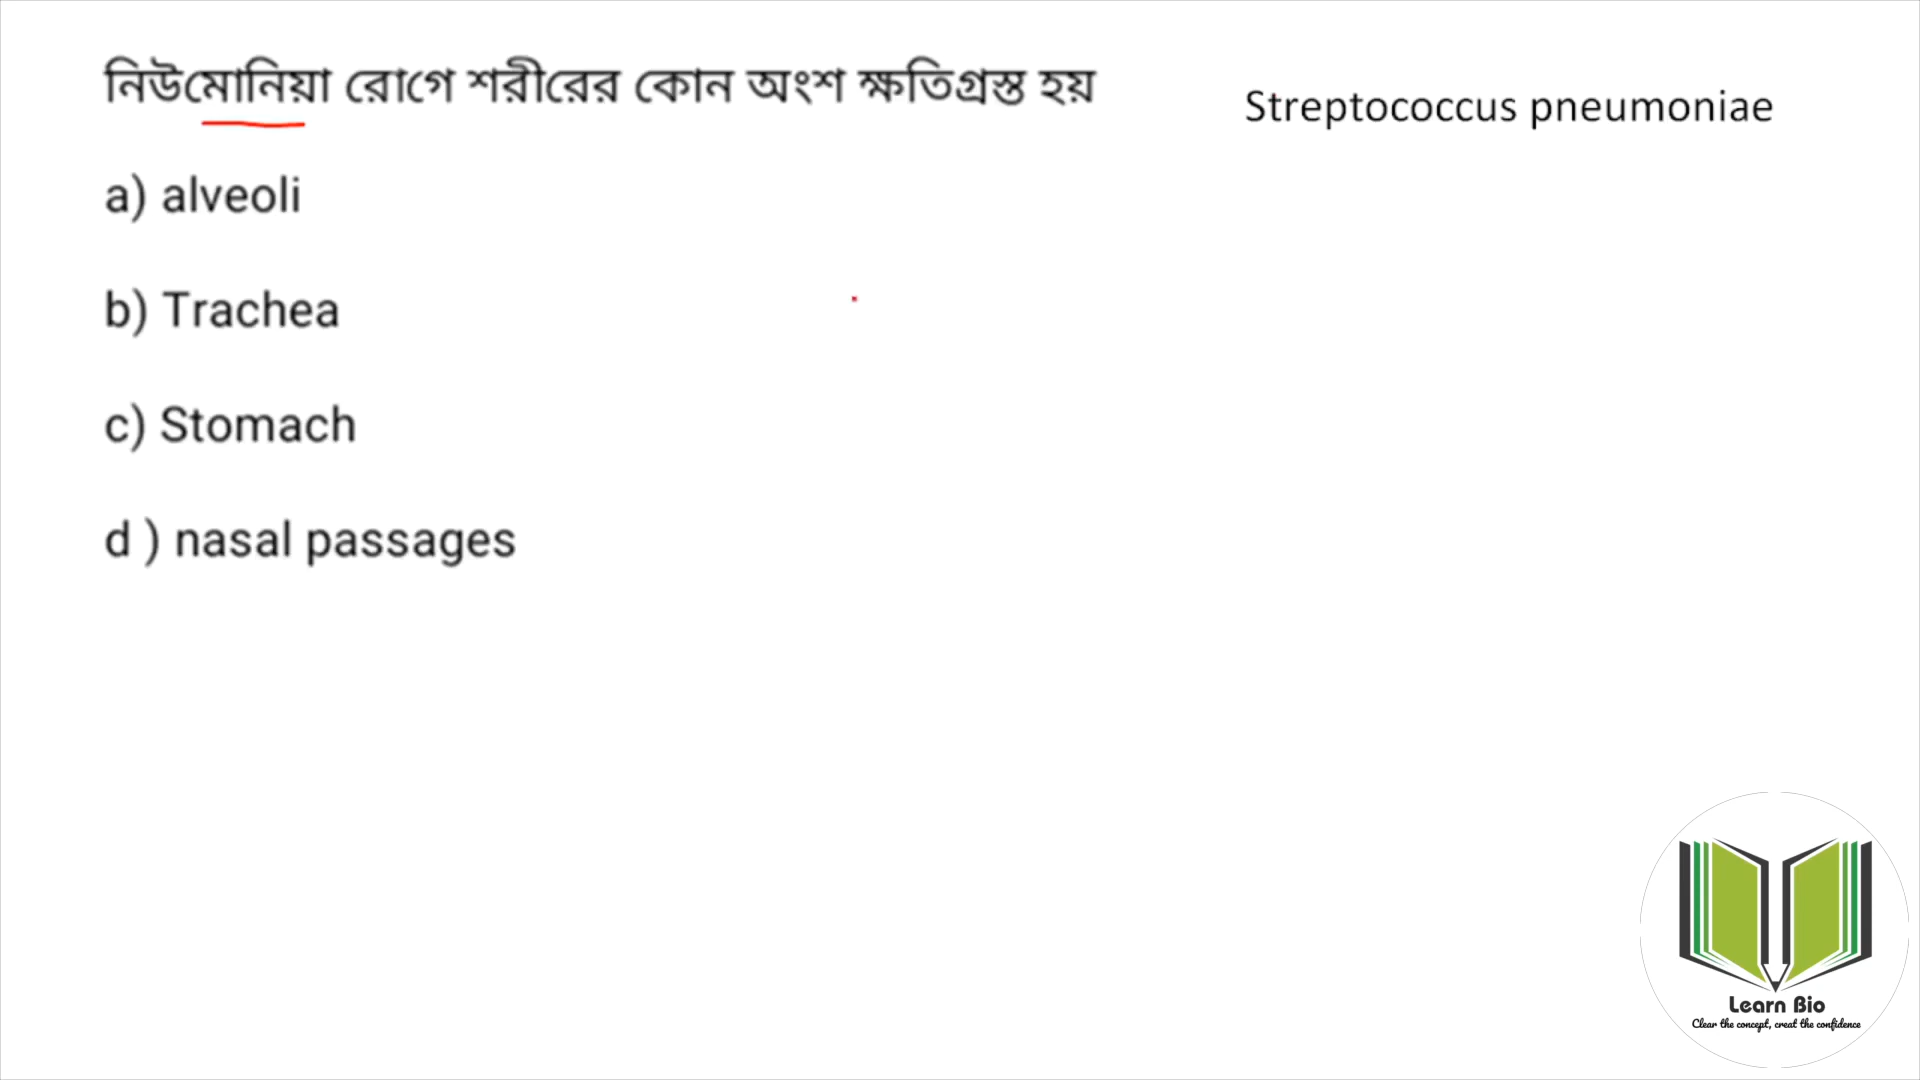 নিউমোনিয়া রোগে শরীরের কোন অংশ ক্ষতিগ্রস্ত হয়
Streptococcus pneumoniae
a) alveoli
b) Trachea
c) Stomach
d ) nasal passages
Learn Bio
Clear the concept, creat the confidence